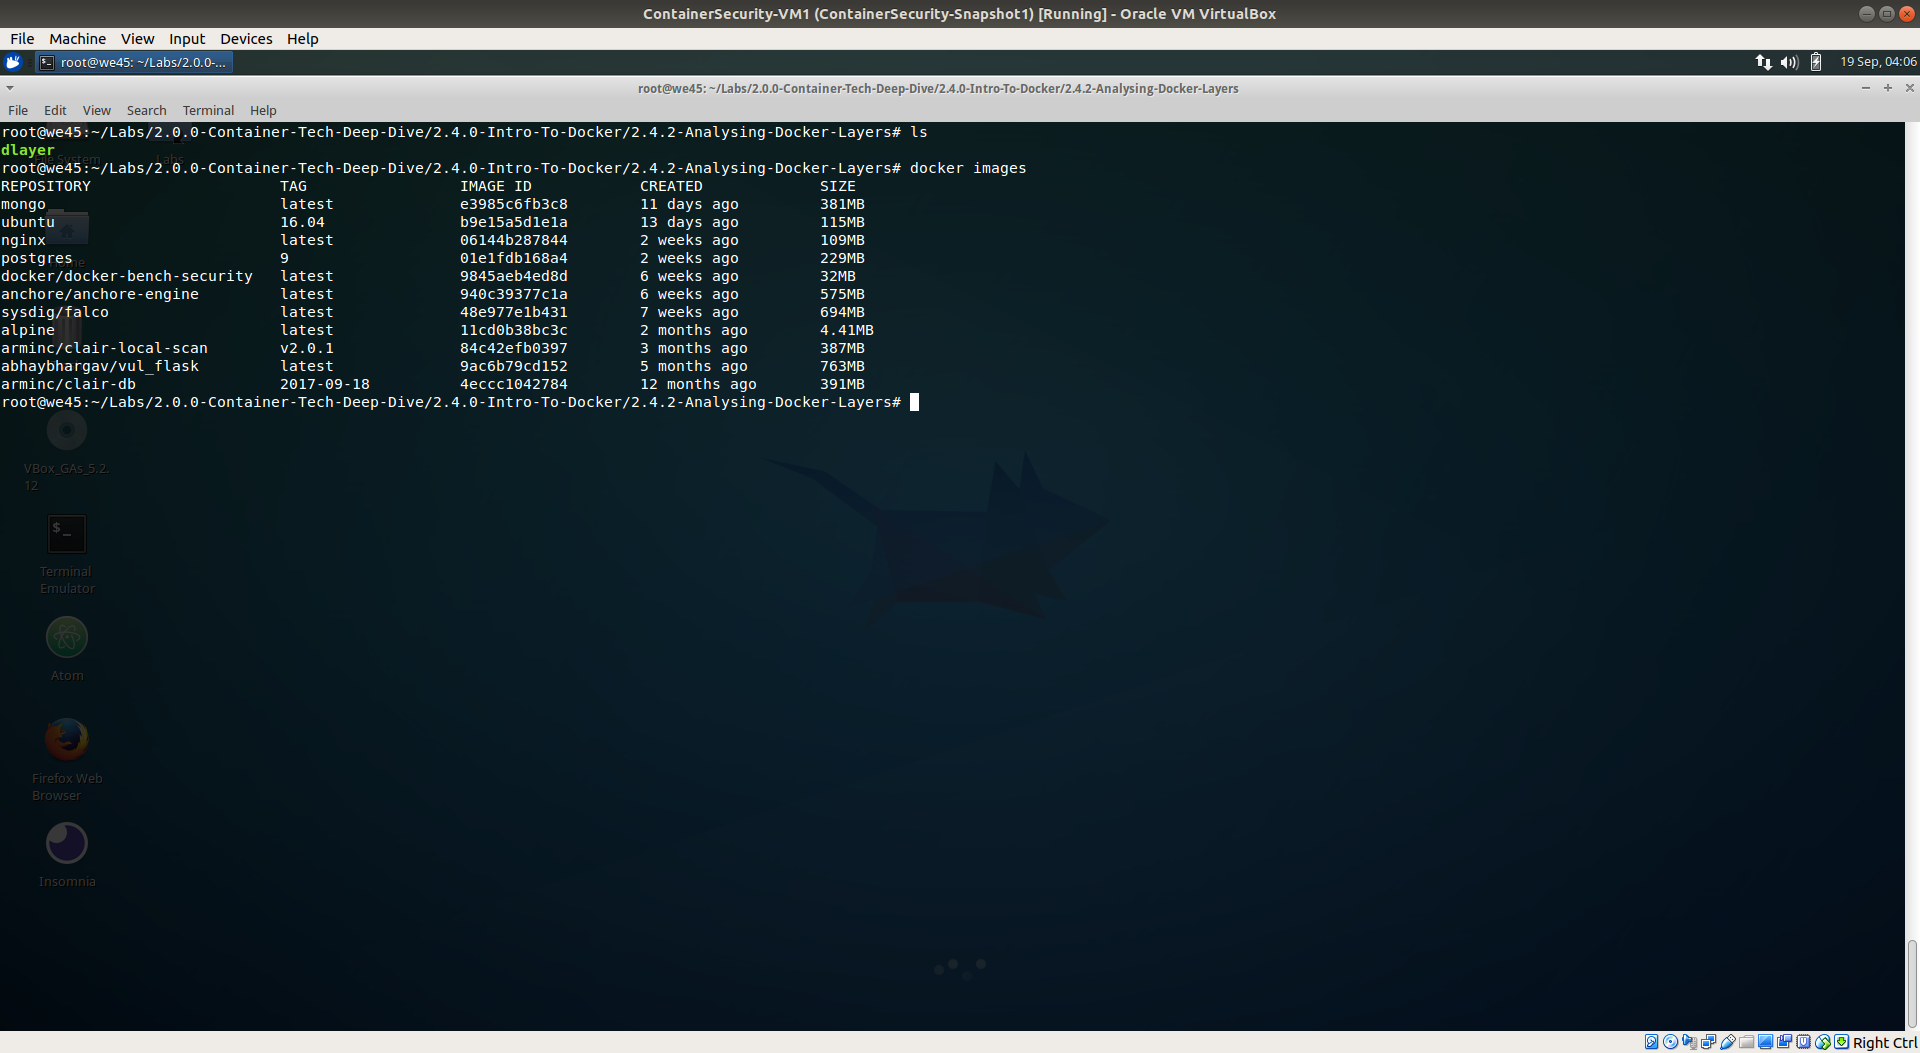 ContainerSecurity-VM1 (ContainerSecurity-Snapshot1) [Running] - Oracle VM VirtualBox
File Machine View Input Devices Help
root@we45: ~/Labs/2.0.0-... 19 Sep, 04:06
root@we45: ~/Labs/2.0.0-Container-Tech-Deep-Dive/2.4.0-Intro-To-Docker/2.4.2-Analysing-Docker-Layers
File Edit View Search Terminal Help
root@we45:~/Labs/2.0.0-Container-Tech-Deep-Dive/2.4.0-Intro-To-Docker/2.4.2-Analysing-Docker-Layers# ls
dlayer
root@we45:~/Labs/2.0.0-Container-Tech-Deep-Dive/2.4.0-Intro-To-Docker/2.4.2-Analysing-Docker-Layers# docker images
REPOSITORY TAG IMAGE ID CREATED SIZE
mongo latest e3985c6fb3c8 11 days ago 381MB
ubuntu 16.04 b9e15a5d1e1a 13 days ago 115MB
nginx latest 06144b287844 2 weeks ago 109MB
postgres 9 01e1fdb168a4 2 weeks ago 229MB
docker/docker-bench-security latest 9845aeb4ed8d 6 weeks ago 32MB
anchore/anchore-engine latest 940c39377c1a 6 weeks ago 575MB
sysdig/falco latest 48e977e1b431 7 weeks ago 694MB
alpine latest 11cd0b38bc3c 2 months ago 4.41MB
arminc/clair-local-scan v2.0.1 84c42efb0397 3 months ago 387MB
abhaybhargav/vul_flask latest 9ac6b79cd152 5 months ago 763MB
arminc/clair-db 2017-09-18 4eccc1042784 12 months ago 391MB
root@we45:~/Labs/2.0.0-Container-Tech-Deep-Dive/2.4.0-Intro-To-Docker/2.4.2-Analysing-Docker-Layers#
VBox_GAs_5.2.
12
$_
Terminal
Emulator
Atom
Firefox Web
Browser
Insomnia
Right Ctrl